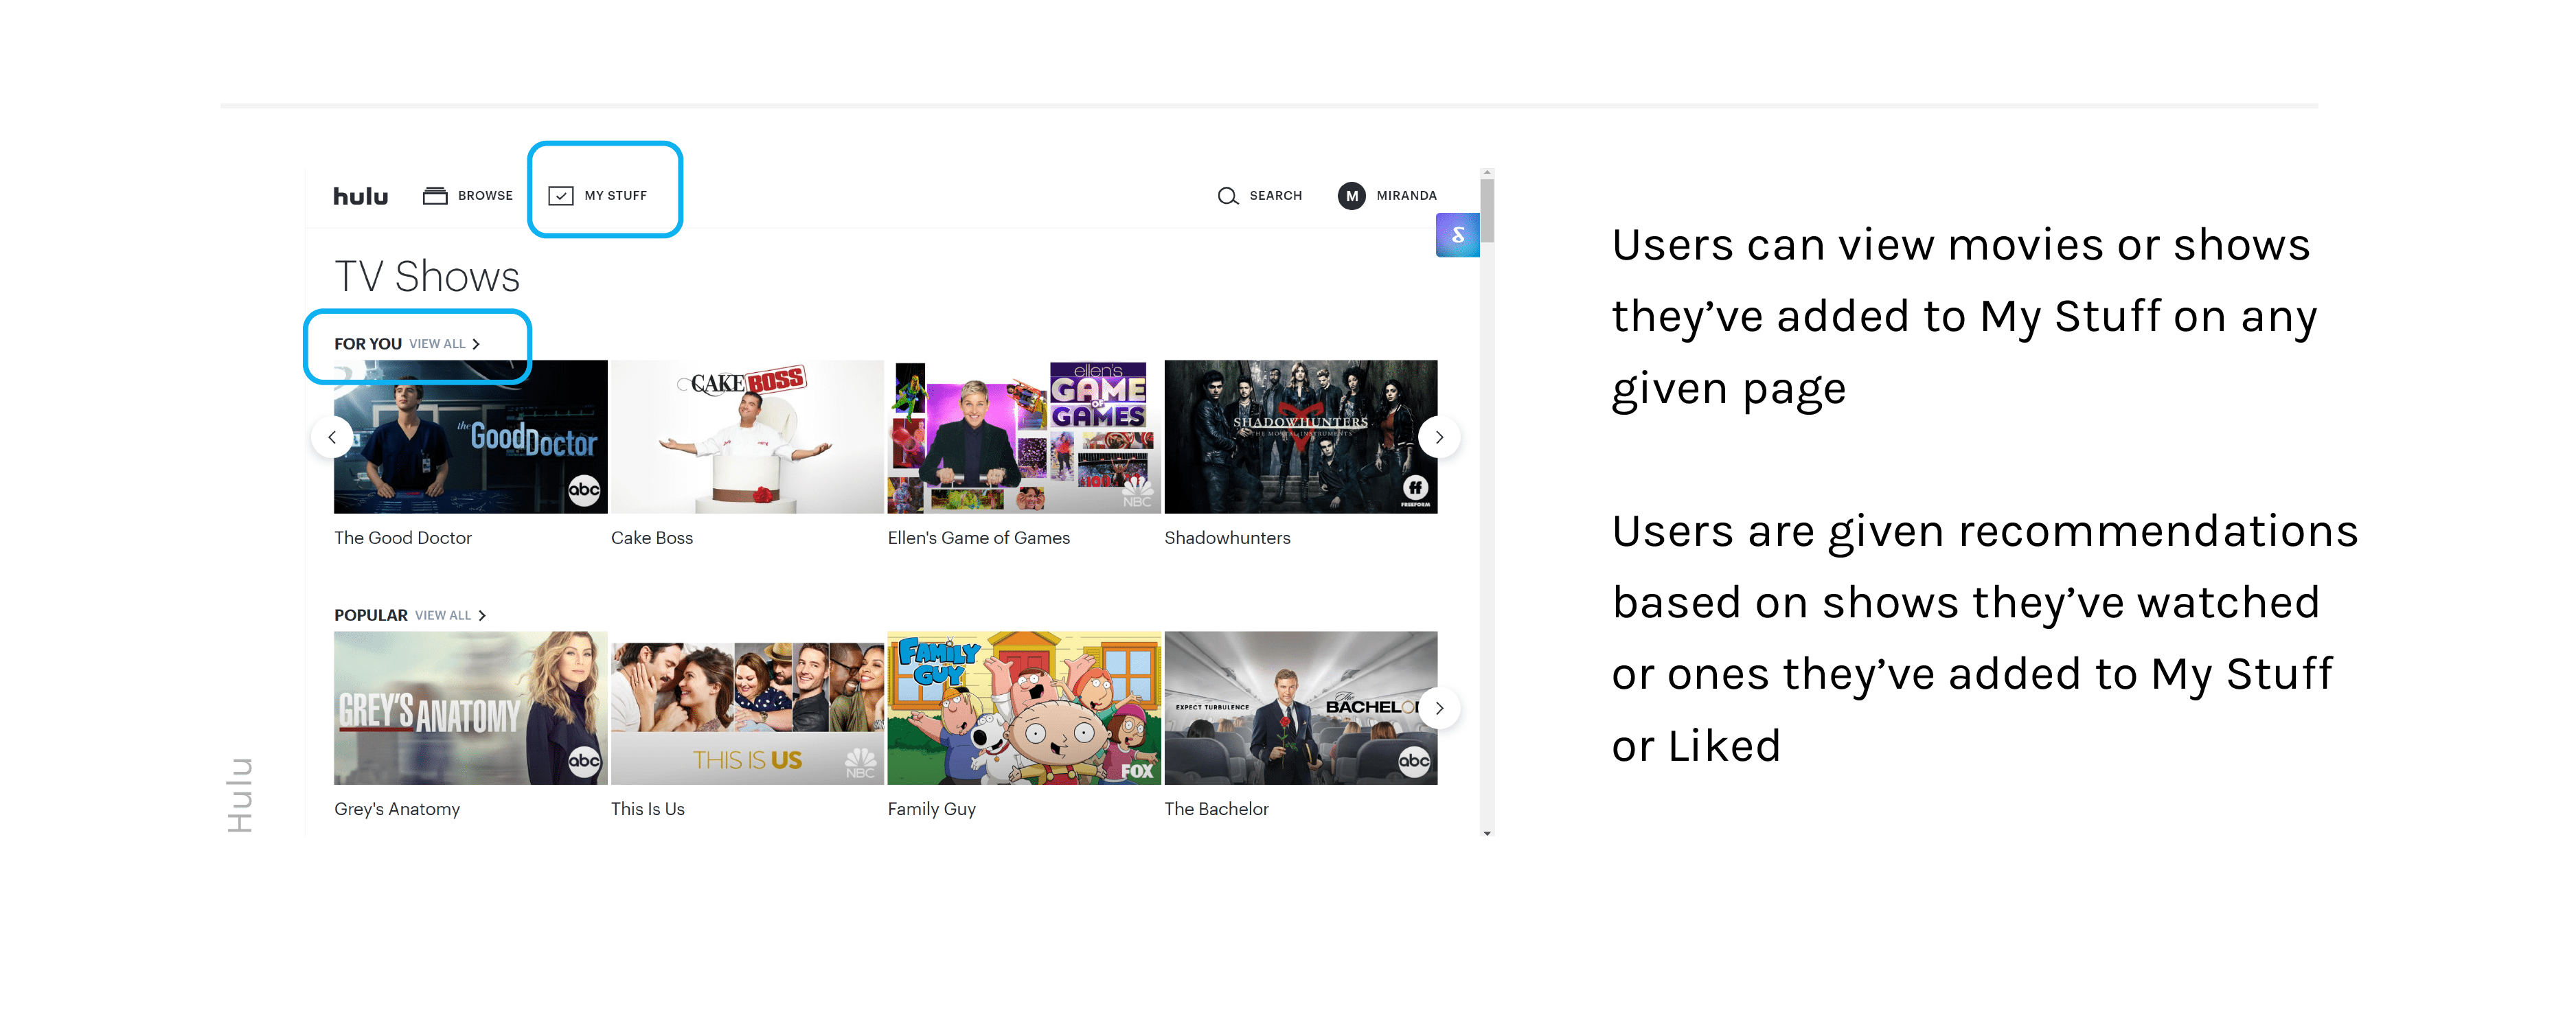 hulu
BROWSE
MY STUFF
SEARCH
M
MIRANDA
TV Shows
FOR YOU VIEW ALL
the Good Doctor
abc
CAKE BOSS
ellen's
GAME
OF
GAMES
NBC
SHADOWHUNTERS
THE MORTAL INSTRUMENTS
ff
FREEFORM
The Good Doctor
Cake Boss
Ellen's Game of Games
Shadowhunters
POPULAR VIEW ALL
GREY'S ANATOMY
abc
THIS IS US
NBC
FAMILY
GUY
FOX
EXPECT TURBULENCE
The
BACHELO
abc
Grey's Anatomy
This Is Us
Family Guy
The Bachelor
Hulu
Users can view movies or shows
they’ve added to My Stuff on any
given page
Users are given recommendations
based on shows they’ve watched
or ones they’ve added to My Stuff
or Liked